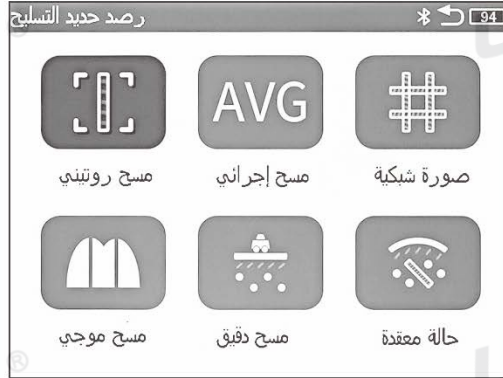 رصد حديد التسليح
94
AVG
مسح روتيني
مسح إجرائي
صورة شبكية
مسح موجي
مسح دقيق
حالة معقدة